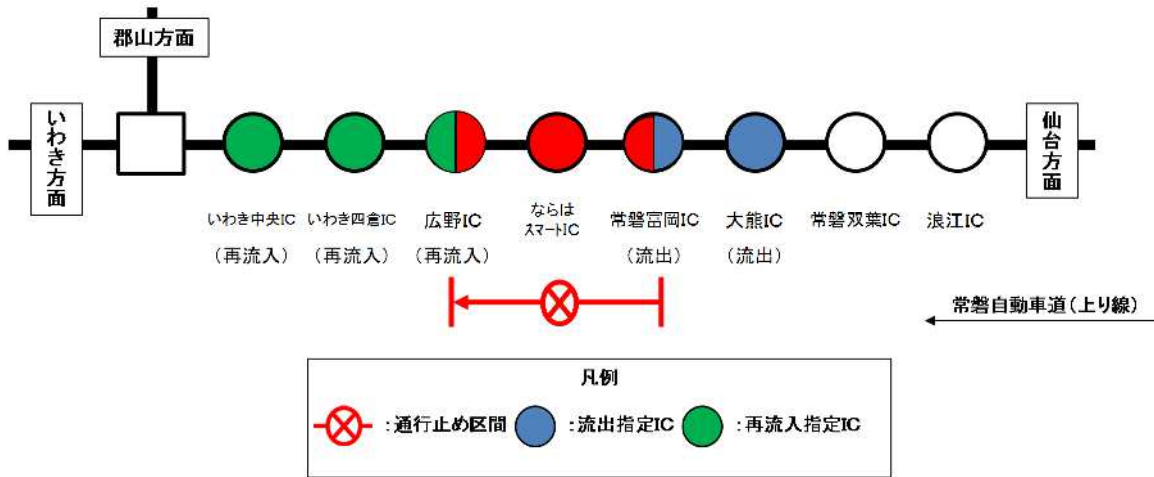 郡山方面
いわき方面
仙台方面
いわき中央IC
(再流入)
いわき四倉IC
(再流入)
広野IC
(再流入)
ならは
スマートIC
常磐富岡IC
(流出)
大熊IC
(流出)
常磐双葉IC
浪江IC
常磐自動車道(上り線)
凡例
:通行止め区間
:流出指定IC
:再流入指定IC